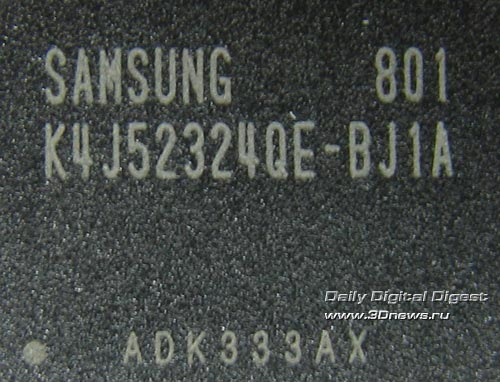 SAMSUNG 801
K4J52324QE-BJ1A
Daily Digital Digest
www.3Dnews.ru
ADK333AX